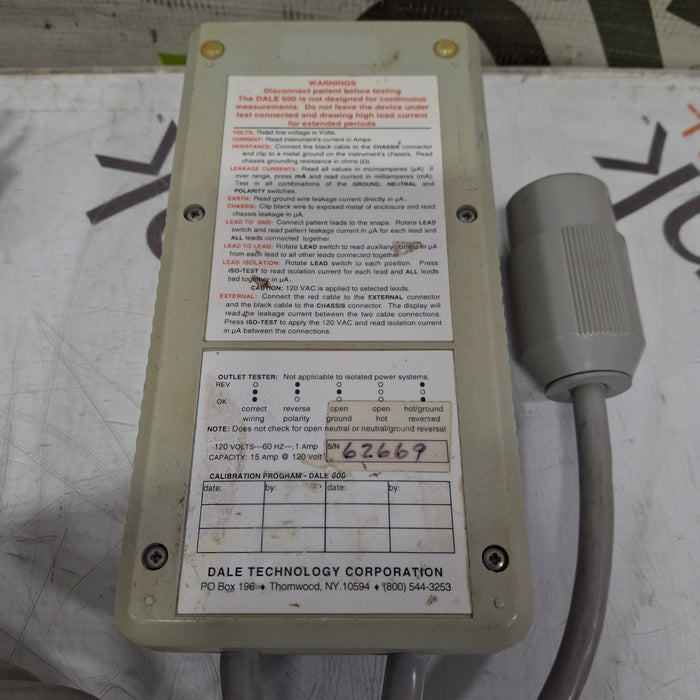 WARNINGS
Disconnect patient before testing
The DALE 600 is not designed for continuous
measurements. Do not leave the device under
test connected and drawing high load current
for extended periods
VOLTS: Read line voltage in Volts.
CURRENT: Read instrument's current in Amps
RESISTANCE: Connect the black cable to the CHASSIS connector
and clip to a metal ground on the instrument's chassis. Read
chassis grounding resistance in ohms (Ω)
LEAKAGE CURRENTS: Read all values in microamperes (µA) If
over range, press mA and read current in milliamperes (mA).
Test in all combinations of the GROUND, NEUTRAL and
POLARITY switches.
EARTH: Read ground wire leakage current directly in µA.
CHASSIS: Clip black wire to exposed metal of enclosure and read
chassis leakage in µA.
LEAD TO GND: Connect patient leads to the snaps. Rotate LEAD
switch and read patient leakage current in µA for each lead and
ALL leads connected together.
LEAD TO LEAD: Rotate LEAD switch to read auxiliary current in µA
from each lead to all other leads connected together.
LEAD ISOLATION: Rotate LEAD switch to each position. Press
ISO-TEST to read isolation current for each lead and ALL leads
tied together in µA.
CAUTION: 120 VAC is applied to selected leads.
EXTERNAL: Connect the red cable to the EXTERNAL connector
and the black cable to the CHASSIS connector. The display will
read the leakage current between the two cable connections.
Press ISO-TEST to apply the 120 VAC and read isolation current
in µA between the connections.
OUTLET TESTER: Not applicable to isolated power systems.
REV
OK
correct reverse open open hot/ground
wiring polarity ground hot reversed
NOTE: Does not check for open neutral or neutral/ground reversal
120 VOLTS---60 HZ---.1 Amp S/N 62669
CAPACITY: 15 Amp @ 120 Volt
CALIBRATION PROGRAM - DALE 600
date: by: date: by:
DALE TECHNOLOGY CORPORATION
PO Box 196 ♦ Thornwood, NY.10594 ♦ (800) 544-3253